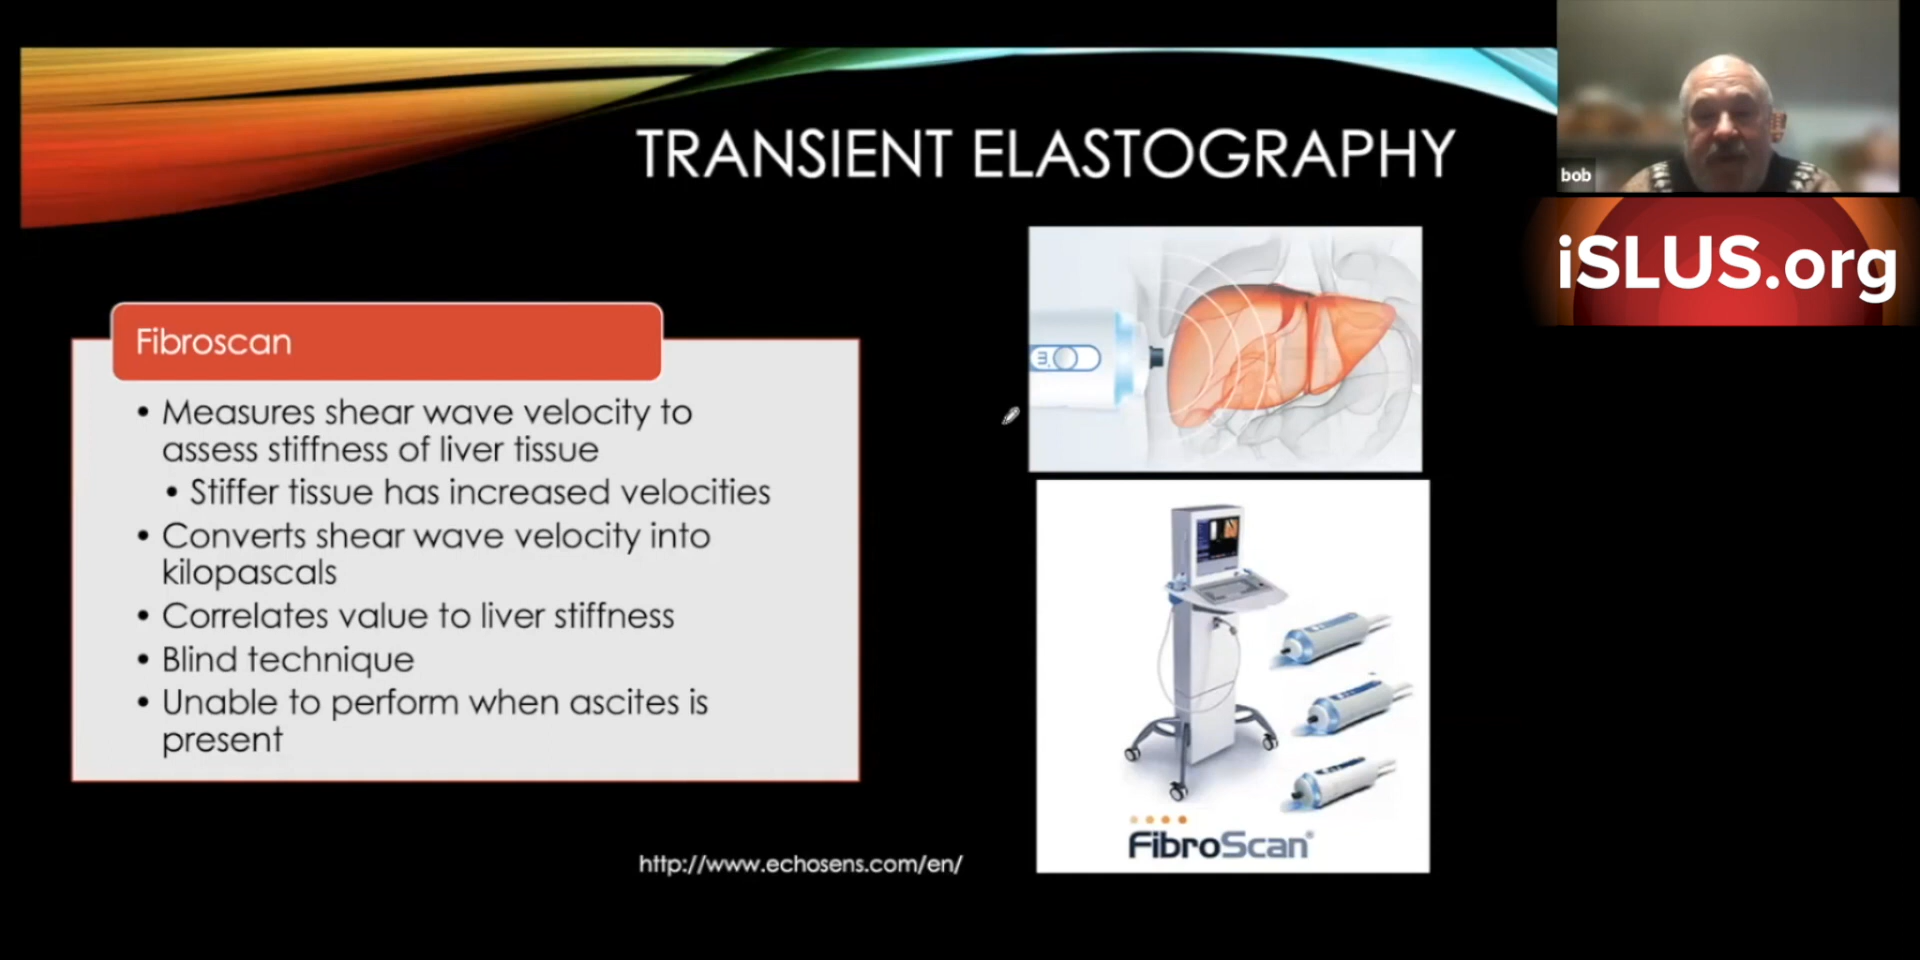 TRANSIENT ELASTOGRAPHY
bob
iSLUS.org
Fibroscan
• Measures shear wave velocity to
assess stiffness of liver tissue
• Stiffer tissue has increased velocities
• Converts shear wave velocity into
kilopascals
• Correlates value to liver stiffness
• Blind technique
• Unable to perform when ascites is
present
FibroScan®
http://www.echosens.com/en/